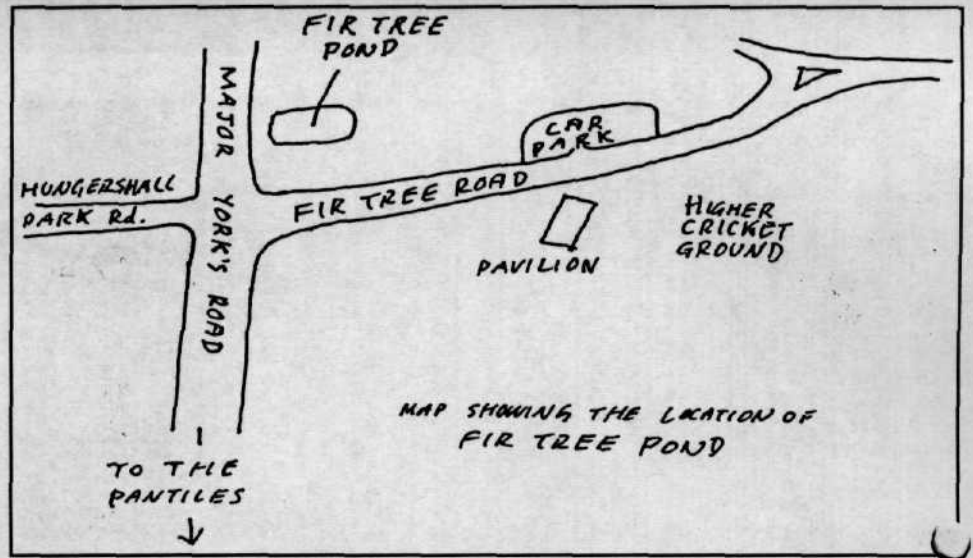 FIR TREE
POND
MAJOR YORK'S ROAD
CAR
PARK
HUNGERSHALL
PARK Rd.
FIR TREE ROAD
HIGHER
CRICKET
GROUND
PAVILION
MAP SHOWING THE LOCATION OF
FIR TREE POND
TO THE
PANTILES